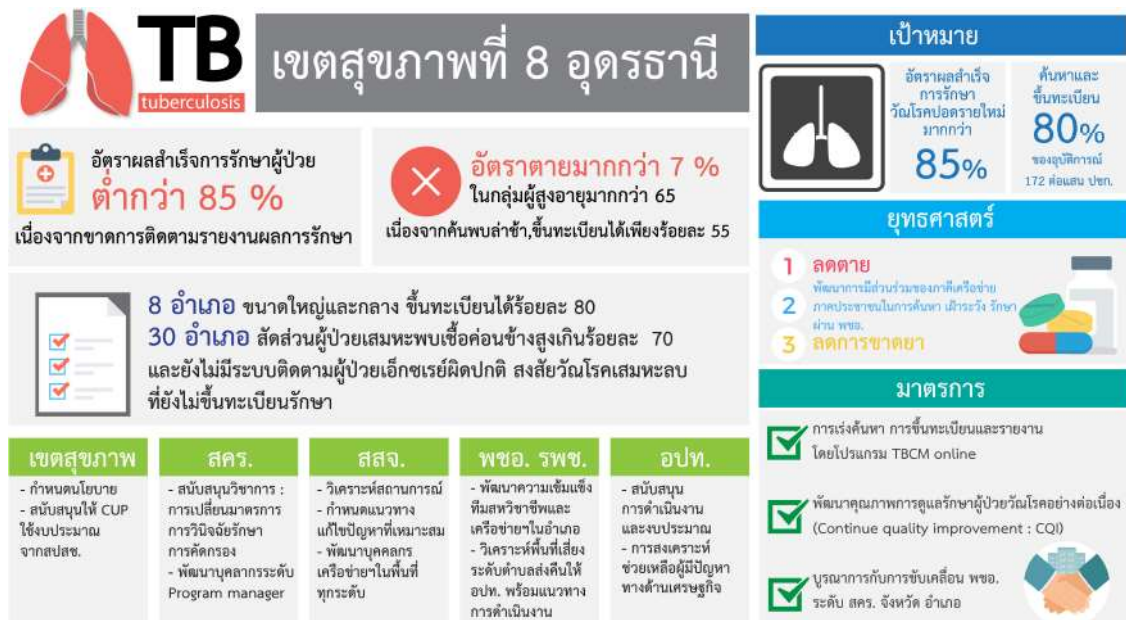 TB
tuberculosis
เขตสุขภาพที่ 8 อุดรธานี
อัตราผลสำเร็จการรักษาผู้ป่วย
ต่ำกว่า 85 %
เนื่องจากขาดการติดตามรายงานผลการรักษา
อัตราตายมากกว่า 7 %
ในกลุ่มผู้สูงอายุมากกว่า 65
เนื่องจากค้นพบล่าช้า,ขึ้นทะเบียนได้เพียงร้อยละ 55
8 อำเภอ ขนาดใหญ่และกลาง ขึ้นทะเบียนได้ร้อยละ 80
30 อำเภอ สัดส่วนผู้ป่วยเสมหะพบเชื้อค่อนข้างสูงเกินร้อยละ 70
และยังไม่มีระบบติดตามผู้ป่วยเอ็กซเรย์ผิดปกติ สงสัยวัณโรคเสมหะลบ
ที่ยังไม่ขึ้นทะเบียนรักษา
เขตสุขภาพ
- กำหนดนโยบาย
- สนับสนุนให้ CUP
ใช้งบประมาณ
จากสปสช.
สคร.
- สนับสนุนวิชาการ :
การเปลี่ยนมาตรการ
การวินิจฉัยรักษา
การคัดกรอง
- พัฒนาบุคลากรระดับ
Program manager
สสจ.
- วิเคราะห์สถานการณ์
- กำหนดแนวทาง
แก้ไขปัญหาที่เหมาะสม
- พัฒนาบุคคลกร
เครือข่ายฯในพื้นที่
ทุกระดับ
พชอ. รพช.
- พัฒนาความเข้มแข็ง
ทีมสหวิชาชีพและ
เครือข่ายฯในอำเภอ
- วิเคราะห์พื้นที่เสี่ยง
ระดับตำบลส่งคืนให้
อปท. พร้อมแนวทาง
การดำเนินงาน
อปท.
- สนับสนุน
การดำเนินงาน
และงบประมาณ
- การสงเคราะห์
ช่วยเหลือผู้มีปัญหา
ทางด้านเศรษฐกิจ
เป้าหมาย
อัตราผลสำเร็จ
การรักษา
วัณโรคปอดรายใหม่
มากกว่า
85%
ค้นหาและ
ขึ้นทะเบียน
80%
ของอุบัติการณ์
172 ต่อแสน ปชก.
ยุทธศาสตร์
1 ลดตาย
2 พัฒนาการมีส่วนร่วมของภาคีเครือข่าย
ภาคประชาชนในการค้นหา เฝ้าระวัง รักษา
ผ่าน พชอ.
3 ลดการขาดยา
มาตรการ
การเร่งค้นหา การขึ้นทะเบียนและรายงาน
โดยโปรแกรม TBCM online
พัฒนาคุณภาพการดูแลรักษาผู้ป่วยวัณโรคอย่างต่อเนื่อง
(Continue quality improvement : CQI)
บูรณาการกับการขับเคลื่อน พชอ.
ระดับ สคร. จังหวัด อำเภอ